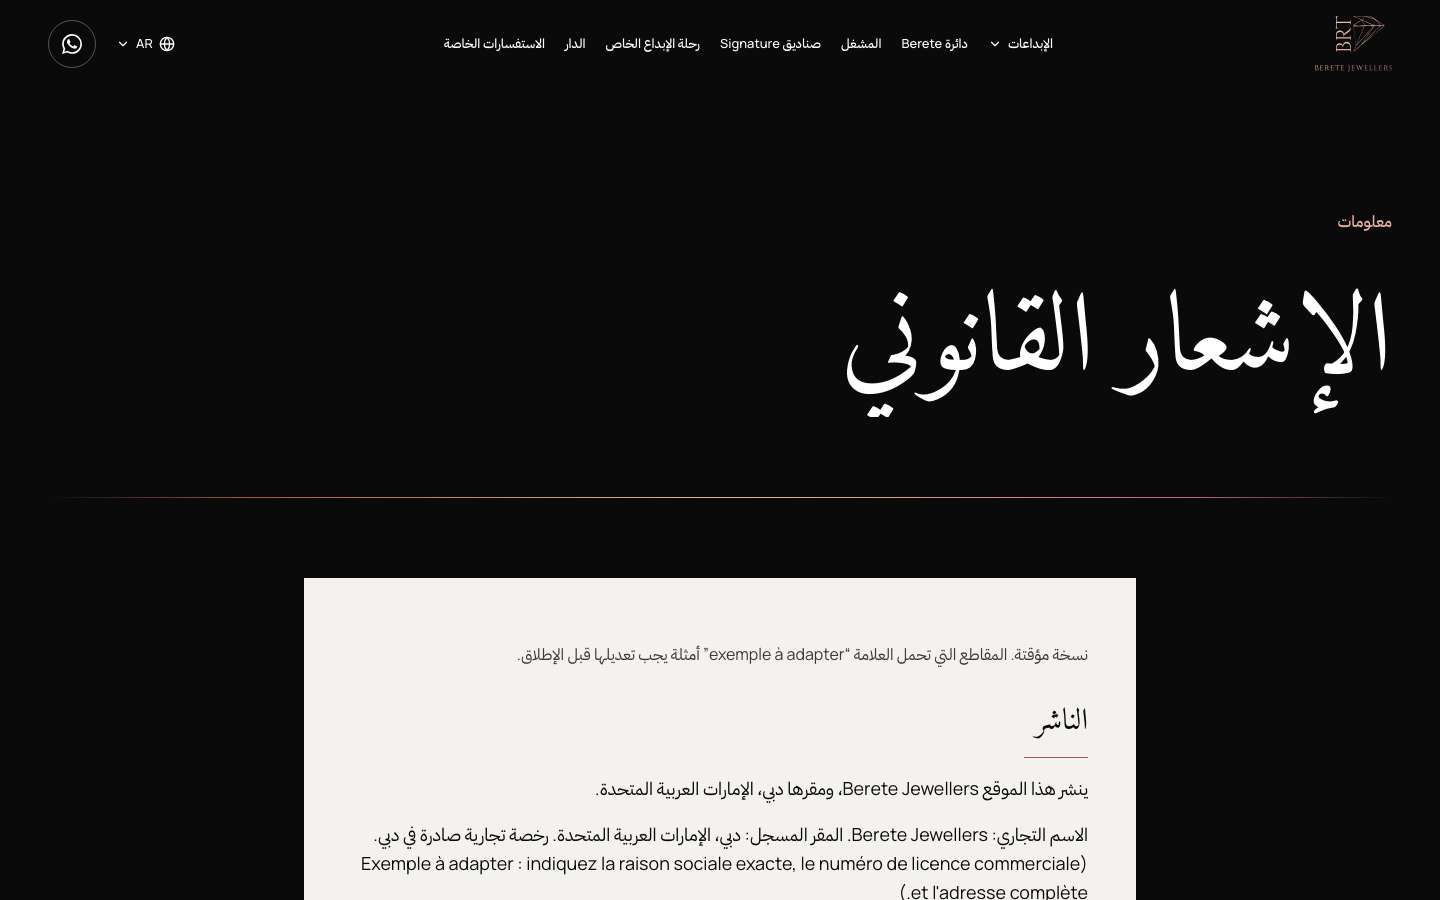 BRT
BERETE JEWELLERS
الإبداعات
دائرة Berete
المشغل
صناديق Signature
رحلة الإبداع الخاص
الدار
الاستفسارات الخاصة
AR
معلومات
الإشعار القانوني
نسخة مؤقتة. المقاطع التي تحمل العلامة “exemple à adapter” أمثلة يجب تعديلها قبل الإطلاق.
الناشر
ينشر هذا الموقع Berete Jewellers، ومقرها دبي، الإمارات العربية المتحدة.
الاسم التجاري: Berete Jewellers. المقر المسجل: دبي، الإمارات العربية المتحدة. رخصة تجارية صادرة في دبي.
(Exemple à adapter : indiquez la raison sociale exacte, le numéro de licence commerciale
et l'adresse complète.)